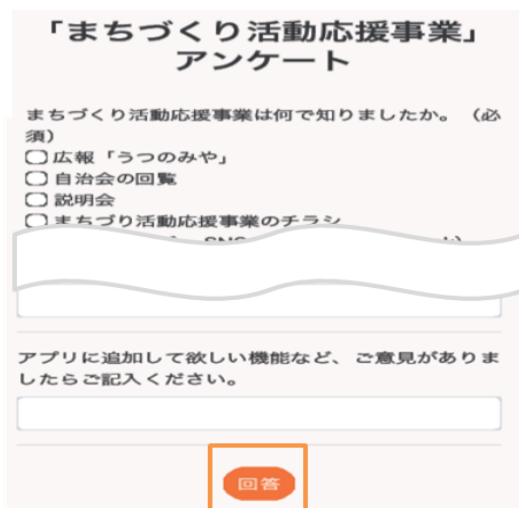 「まちづくり活動応援事業」
アンケート
まちづくり活動応援事業は何で知りましたか。（必
須）
広報「うつのみや」
自治会の回覧
説明会
まちづり活動応援事業のチラシ
SNS
アプリに追加して欲しい機能など、ご意見がありま
したらご記入ください。
回答